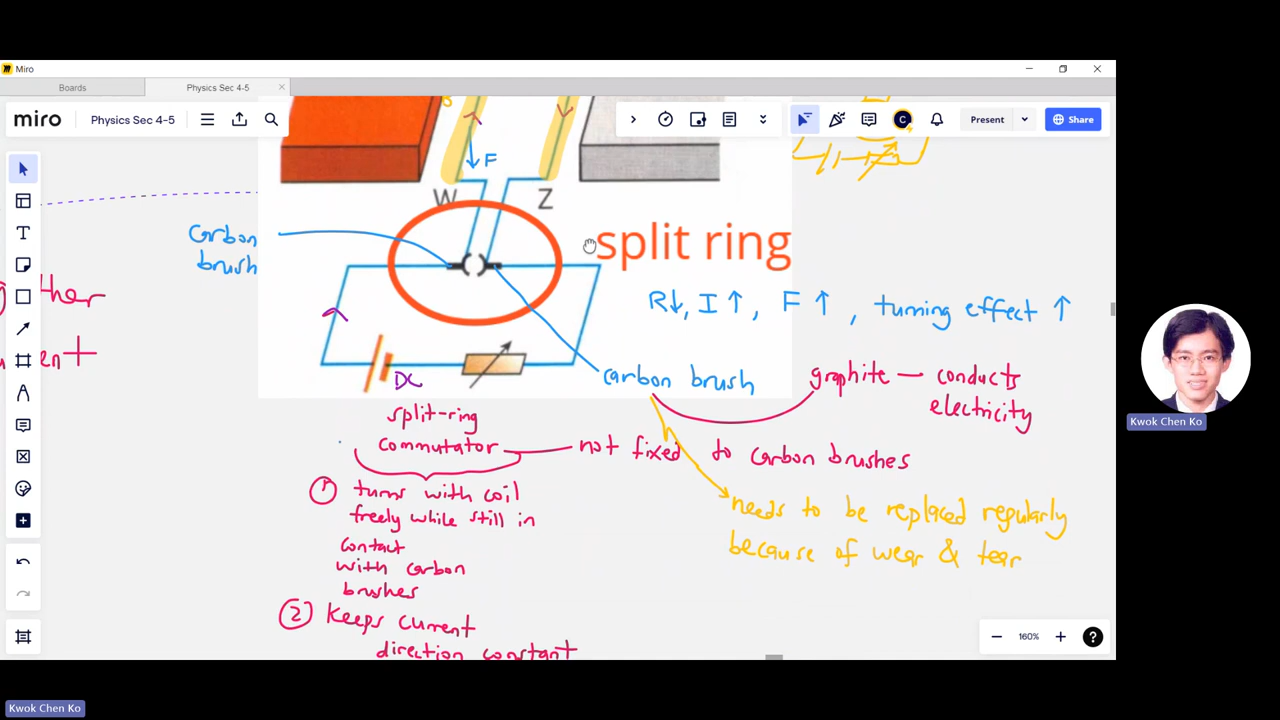 Miro
Boards
Physics Sec 4-5
miro
Physics Sec 4-5
C
Present
Share
F
W
Z
Carbon
brush
split ring
R↓, I ↑, F ↑, turning effect ↑
DC
carbon brush
graphite — conducts
electricity
split-ring
commutator
not fixed to carbon brushes
① turns with coil
freely while still in
contact
with carbon
brushes
needs to be replaced regularly
because of wear & tear
② Keeps current
direction constant
160%
Kwok Chen Ko
Kwok Chen Ko